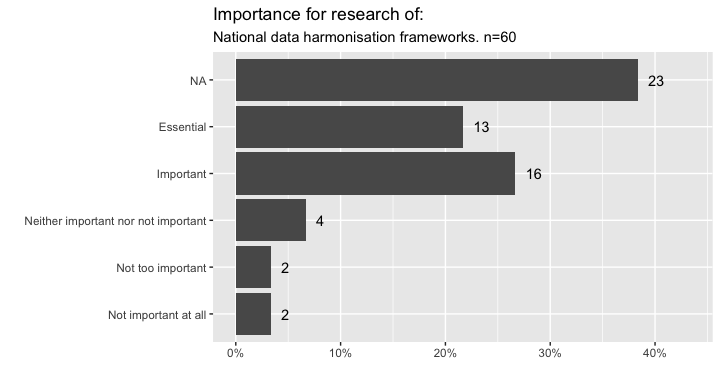 Importance for research of:
National data harmonisation frameworks. n=60
NA 23
Essential 13
Important 16
Neither important nor not important 4
Not too important 2
Not important at all 2
0% 10% 20% 30% 40%